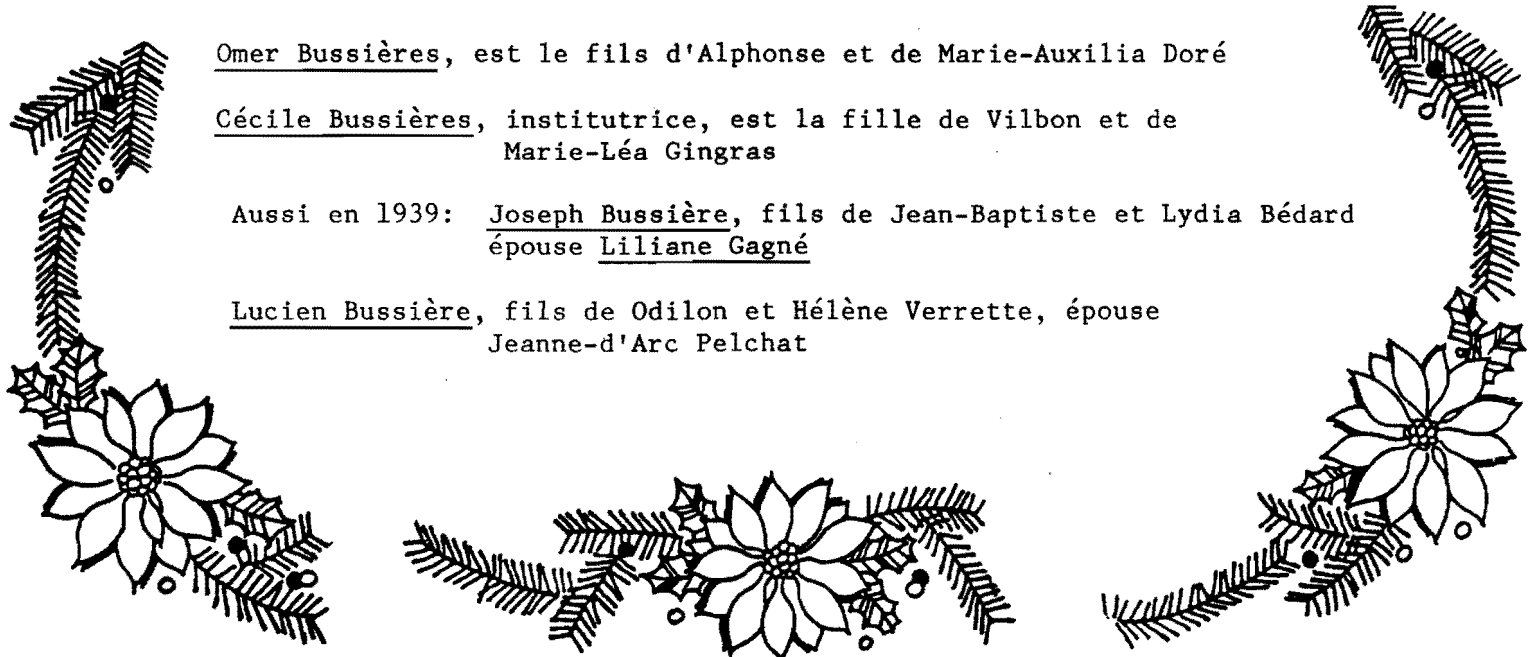 Omer Bussières, est le fils d'Alphonse et de Marie-Auxilia Doré
Cécile Bussières, institutrice, est la fille de Vilbon et de
Marie-Léa Gingras
Aussi en 1939: Joseph Bussière, fils de Jean-Baptiste et Lydia Bédard
épouse Liliane Gagné
Lucien Bussière, fils de Odilon et Hélène Verrette, épouse
Jeanne-d'Arc Pelchat